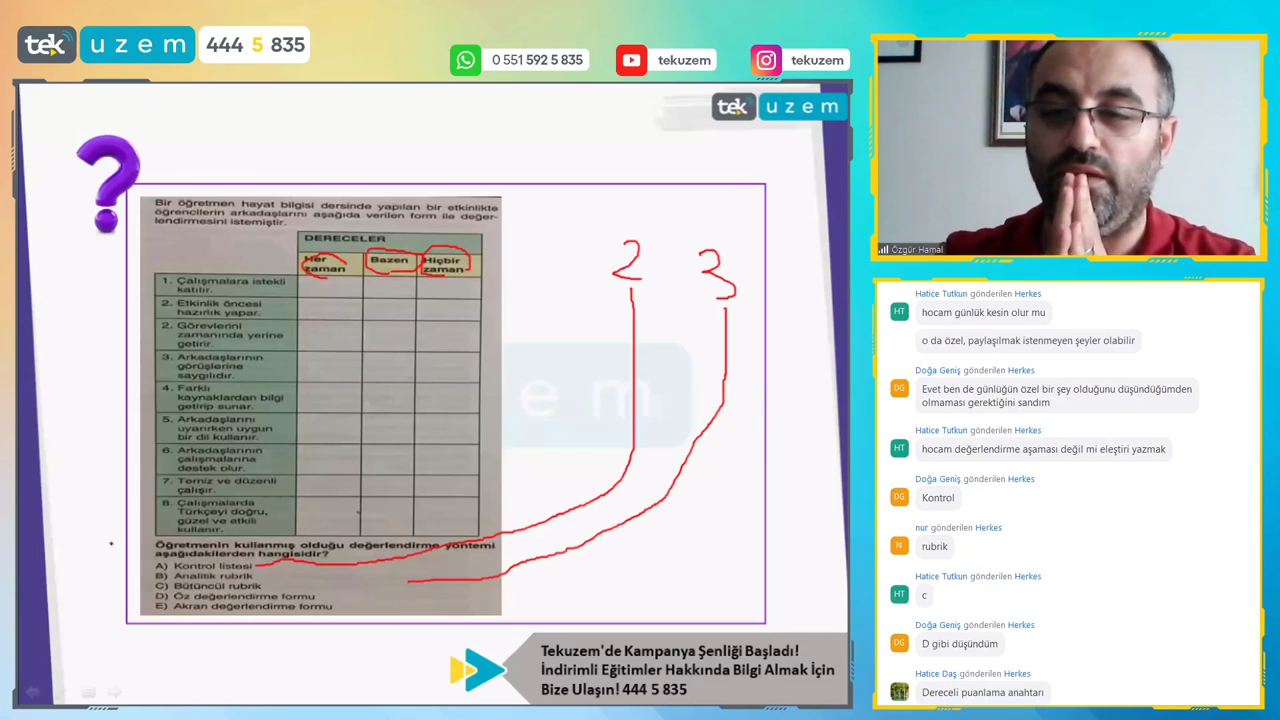 tek uzem 444 5 835
0 551 592 5 835
tekuzem
tekuzem
tek uzem
Bir öğretmen hayat bilgisi dersinde yapılan bir etkinlikte
öğrencilerin arkadaşlarını aşağıda verilen form ile değer-
lendirmesini istemiştir.
DERECELER
Her zaman
Bazen
Hiçbir zaman
1. Çalışmalara istekli
katılır.
2. Etkinlik öncesi
hazırlık yapar.
2. Görevlerini
zamanında yerine
getirir.
3. Arkadaşlarının
görüşlerine
saygılıdır.
4. Farklı
kaynaklardan bilgi
getirip sunar.
5. Arkadaşlarını
uyarırken uygun
bir dil kullanır.
6. Arkadaşlarının
çalışmalarına
destek olur.
7. Temiz ve düzenli
çalışır.
8. Çalışmalarda
Türkçeyi doğru,
güzel ve etkili
kullanır.
Öğretmenin kullanmış olduğu değerlendirme yöntemi
aşağıdakilerden hangisidir?
A) Kontrol listesi
B) Analitik rubrik
C) Bütüncül rubrik
D) Öz değerlendirme formu
E) Akran değerlendirme formu
2 3
em
Tekuzem'de Kampanya Şenliği Başladı!
İndirimli Eğitimler Hakkında Bilgi Almak İçin
Bize Ulaşın! 444 5 835
Özgür Hamal
Hatice Tutkun gönderilen Herkes
HT
hocam günlük kesin olur mu
o da özel, paylaşılmak istenmeyen şeyler olabilir
Doğa Geniş gönderilen Herkes
DG
Evet ben de günlüğün özel bir şey olduğunu düşündüğümden
olmaması gerektiğini sandım
Hatice Tutkun gönderilen Herkes
HT
hocam değerlendirme aşaması değil mi eleştiri yazmak
Doğa Geniş gönderilen Herkes
DG
Kontrol
nur gönderilen Herkes
N
rubrik
Hatice Tutkun gönderilen Herkes
HT
c
Doğa Geniş gönderilen Herkes
DG
D gibi düşündüm
Hatice Daş gönderilen Herkes
Dereceli puanlama anahtarı